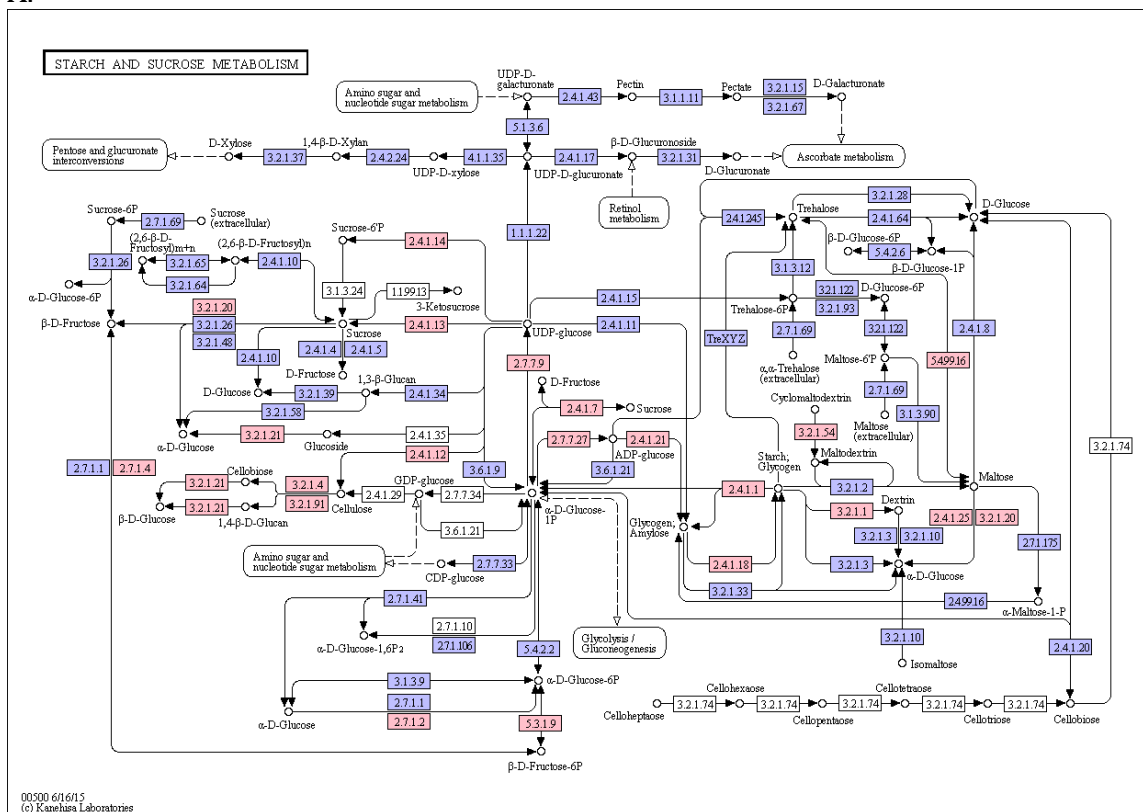 STARCH AND SUCROSE METABOLISM
Amino sugar and
nucleotide sugar metabolism
UDP-D-
galacturonate
2.4.1.43
Pectin
3.1.1.11
Pectate
3.2.1.15
3.2.1.67
D-Galacturonate
5.1.3.6
Pentose and glucuronate
interconversions
D-Xylose
3.2.1.37
1,4-β-D-Xylan
2.4.2.24
UDP-D-xylose
4.1.1.35
2.4.1.17
UDP-D-glucuronate
β-D-Glucuronoside
3.2.1.31
D-Glucuronate
Ascorbate metabolism
Retinol
metabolism
1.1.1.22
Sucrose-6P
2.7.1.69
Sucrose
(extracellular)
Sucrose-6'P
2.4.1.14
2.4.1.245
Trehalose
3.2.1.28
2.4.1.64
D-Glucose
β-D-Glucose-6P
5.4.2.6
β-D-Glucose-1P
(2,6-β-D-
Fructosyl)m+n
(2,6-β-D-Fructosyl)n
3.2.1.26
3.2.1.65
2.4.1.10
3.2.1.64
α-D-Glucose-6P
3.1.3.24
1.1.99.13
3-Ketosucrose
3.1.3.12
β-D-Fructose
3.2.1.20
3.2.1.26
3.2.1.48
Sucrose
2.4.1.13
UDP-glucose
2.4.1.15
2.4.1.11
Trehalose-6P
3.2.1.122
3.2.1.93
D-Glucose-6P
2.7.1.69
3.2.1.122
2.4.1.8
TreXYZ
2.4.1.10
2.4.1.4
2.4.1.5
D-Fructose
2.7.7.9
α,α-Trehalose
(extracellular)
Maltose-6'P
5.4.99.16
D-Glucose
3.2.1.39
1,3-β-Glucan
2.4.1.34
3.2.1.58
D-Fructose
2.4.1.7
Sucrose
Cyclomaltodextrin
2.7.1.69
3.1.3.90
Maltose
(extracellular)
α-D-Glucose
3.2.1.21
Glucoside
2.4.1.35
2.4.1.12
2.7.7.27
2.4.1.21
ADP-glucose
3.2.1.54
Maltodextrin
3.2.1.74
2.7.1.1
2.7.1.4
Cellobiose
3.2.1.21
3.2.1.4
3.2.1.21
3.2.1.91
β-D-Glucose
1,4-β-D-Glucan
Cellulose
2.4.1.29
GDP-glucose
2.7.7.34
3.6.1.9
3.6.1.21
α-D-Glucose-
1P
2.4.1.1
Starch;
Glycogen
3.2.1.2
Maltose
Dextrin
3.2.1.1
3.6.1.21
Glycogen;
Amylose
3.2.1.3
3.2.1.10
2.4.1.25
3.2.1.20
2.7.1.175
Amino sugar and
nucleotide sugar metabolism
2.7.7.33
CDP-glucose
2.4.1.18
3.2.1.3
α-D-Glucose
3.2.1.33
2.4.99.16
α-Maltose-1-P
2.7.1.41
2.7.1.10
2.7.1.106
α-D-Glucose-1,6P2
5.4.2.2
Glycolysis /
Gluconeogenesis
3.2.1.10
Isomaltose
2.4.1.20
3.1.3.9
α-D-Glucose-6P
2.7.1.1
α-D-Glucose
2.7.1.2
5.3.1.9
β-D-Fructose-6P
Celloheptaose
3.2.1.74
Cellohexaose
3.2.1.74
Cellopentaose
3.2.1.74
Cellotetraose
3.2.1.74
Cellotriose
3.2.1.74
Cellobiose
00500 6/16/15
(c) Kanehisa Laboratories